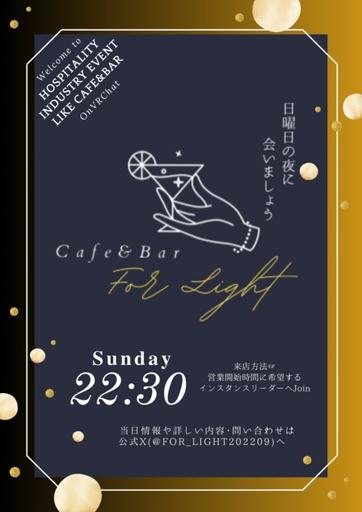 Welcome to
HOSPITALITY
INDUSTRY EVENT
LIKE CAFE&BAR
OnVRChat
日曜日の夜に
会いましょう
Cafe&Bar
For Light
Sunday
22:30
来店方法☞
営業開始時間に希望する
インスタンスリーダーへJoin
当日情報や詳しい内容・問い合わせは
公式X(@FOR_LIGHT202209)へ